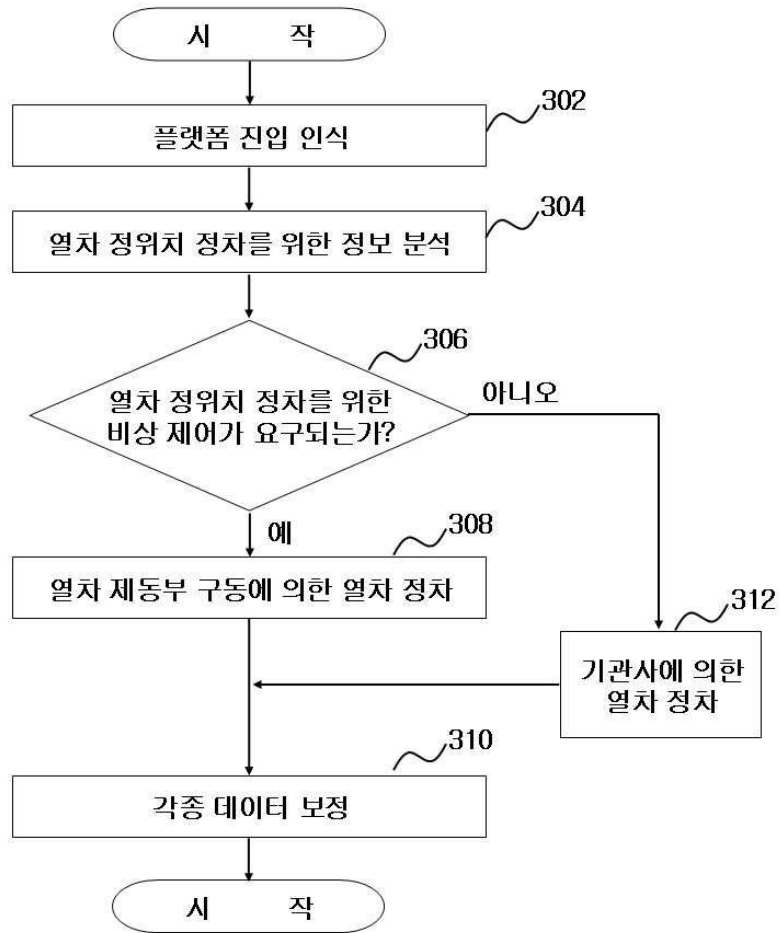 시 작
302
플랫폼 진입 인식
304
열차 정위치 정차를 위한 정보 분석
306
열차 정위치 정차를 위한
비상 제어가 요구되는가?
아니오
예
308
열차 제동부 구동에 의한 열차 정차
312
기관사에 의한
열차 정차
310
각종 데이터 보정
시 작